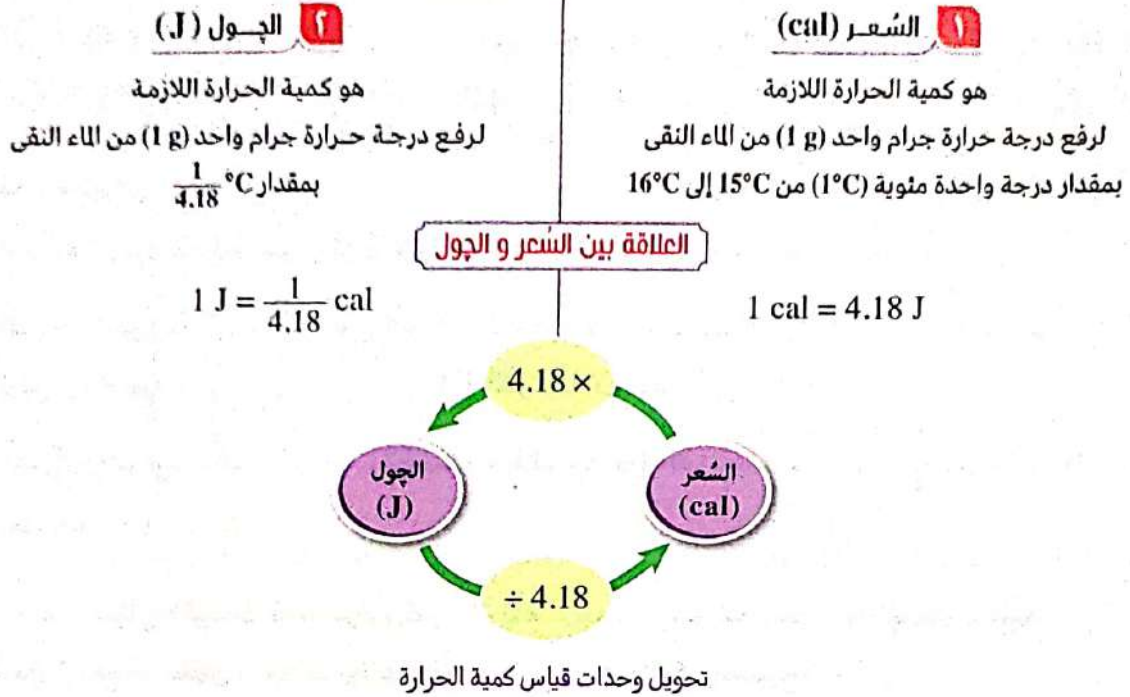 ١ السُعر (cal)
هو كمية الحرارة اللازمة
لرفع درجة حرارة جرام واحد (1 g) من الماء النقى
بمقدار درجة واحدة مئوية (1°C) من 15°C إلى 16°C
٢ الچول (J)
هو كمية الحرارة اللازمة
لرفع درجة حرارة جرام واحد (1 g) من الماء النقى
بمقدار 1/4.18 °C
العلاقة بين السُعر و الچول
1 cal = 4.18 J
1 J = 1/4.18 cal
4.18 ×
السُعر
(cal)
الچول
(J)
÷ 4.18
تحويل وحدات قياس كمية الحرارة